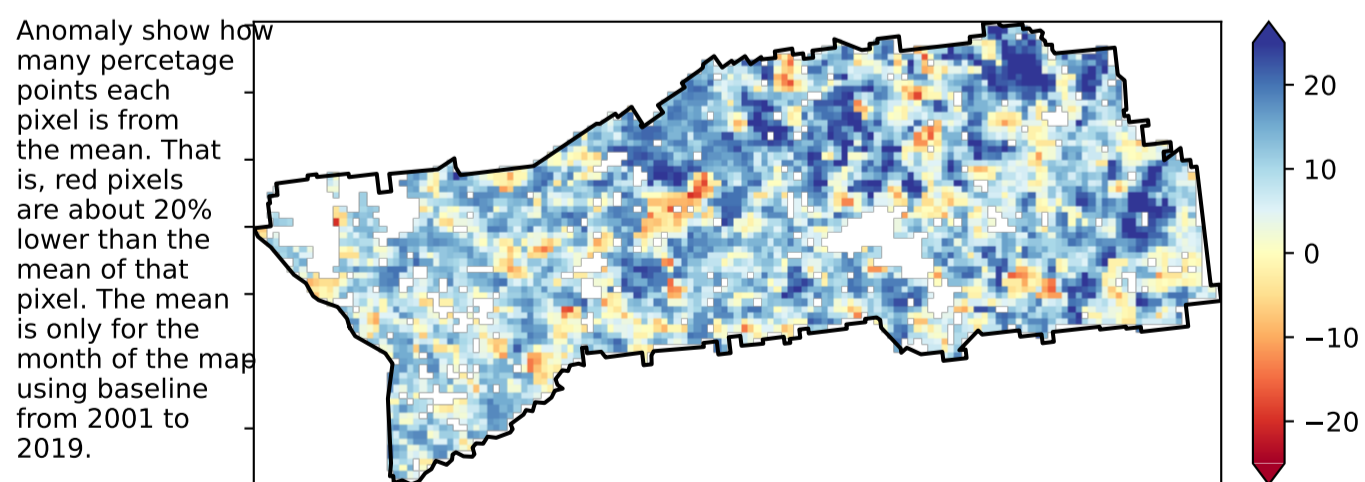 Anomaly show how
many percetage
points each
pixel is from
the mean. That
is, red pixels
are about 20%
lower than the
mean of that
pixel. The mean
is only for the
month of the map
using baseline
from 2001 to
2019.
20
10
0
−10
−20